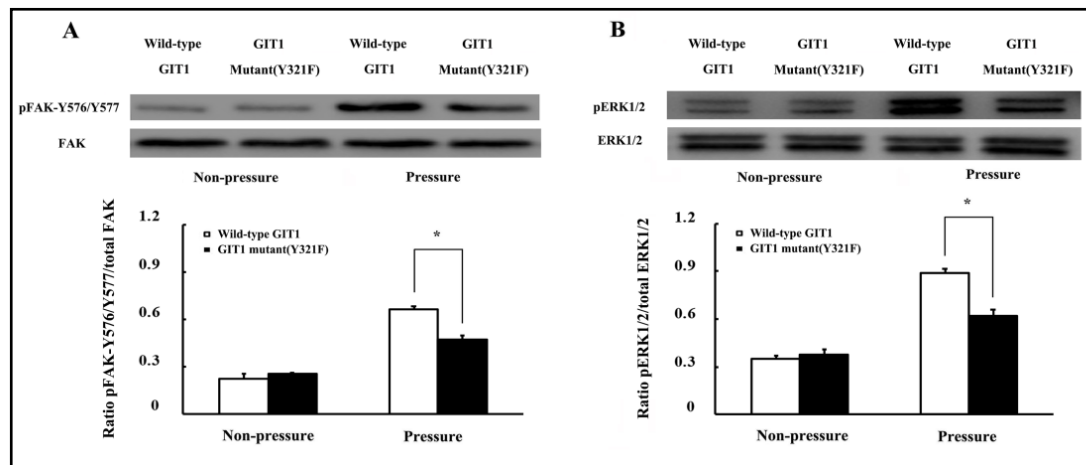 A
Wild-type GIT1 Wild-type GIT1
GIT1 Mutant(Y321F) GIT1 Mutant(Y321F)
pFAK-Y576/Y577
FAK
Non-pressure Pressure
Ratio pFAK-Y576/Y577/total FAK
1.2
0.9
0.6
0.3
0
Wild-type GIT1
GIT1 mutant(Y321F)
*
Non-pressure Pressure
B
Wild-type GIT1 Wild-type GIT1
GIT1 Mutant(Y321F) GIT1 Mutant(Y321F)
pERK1/2
ERK1/2
Non-pressure Pressure
Ratio pERK1/2/total ERK1/2
1.2
0.9
0.6
0.3
0
Wild-type GIT1
GIT1 mutant(Y321F)
*
Non-pressure Pressure